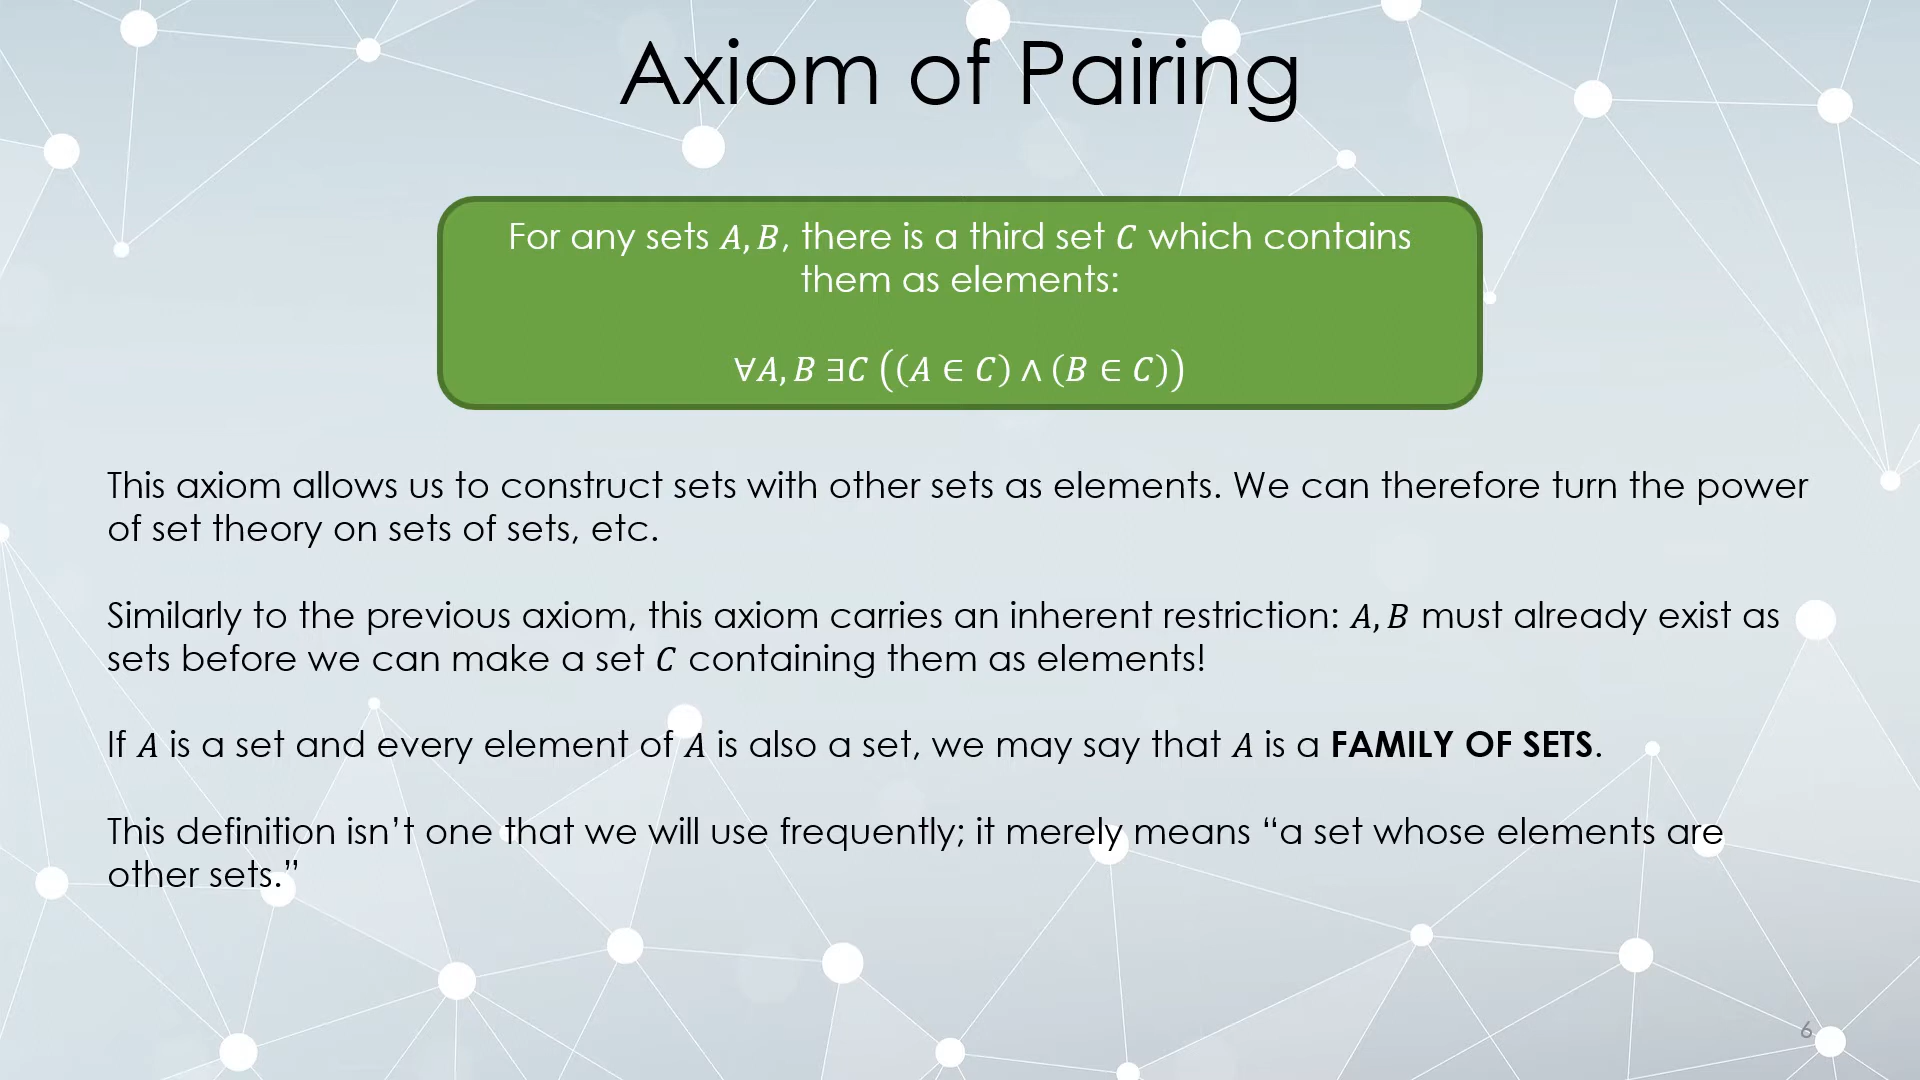 Axiom of Pairing
For any sets 𝐴, 𝐵, there is a third set 𝐶 which contains
them as elements:
∀𝐴, 𝐵 ∃𝐶 ((𝐴 ∈ 𝐶) ∧ (𝐵 ∈ 𝐶))
This axiom allows us to construct sets with other sets as elements. We can therefore turn the power
of set theory on sets of sets, etc.
Similarly to the previous axiom, this axiom carries an inherent restriction: 𝐴, 𝐵 must already exist as
sets before we can make a set 𝐶 containing them as elements!
If 𝐴 is a set and every element of 𝐴 is also a set, we may say that 𝐴 is a FAMILY OF SETS.
This definition isn’t one that we will use frequently; it merely means “a set whose elements are
other sets.”
6